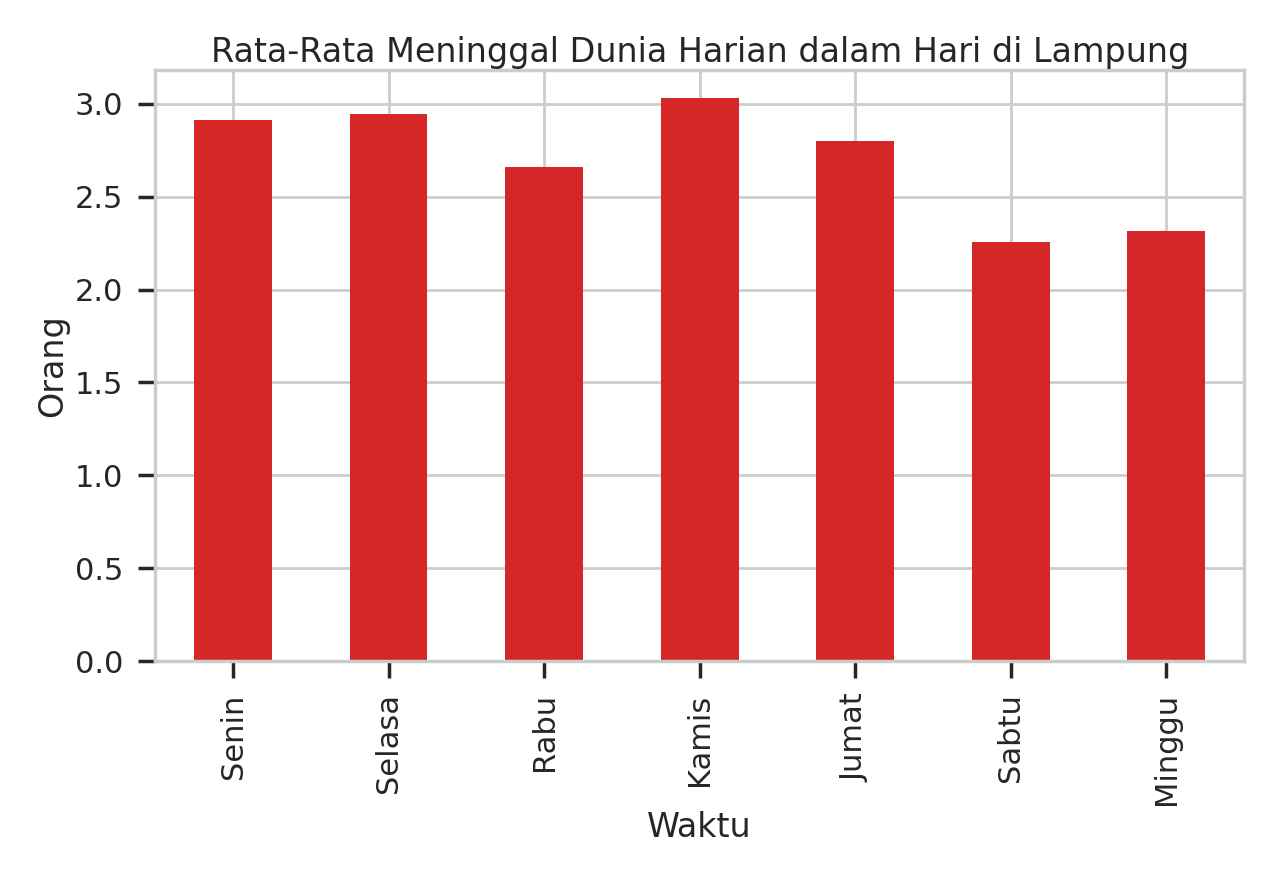 Rata-Rata Meninggal Dunia Harian dalam Hari di Lampung
3.0
2.5
2.0
1.5
1.0
0.5
0.0
Orang
Senin
Selasa
Rabu
Kamis
Jumat
Sabtu
Minggu
Waktu